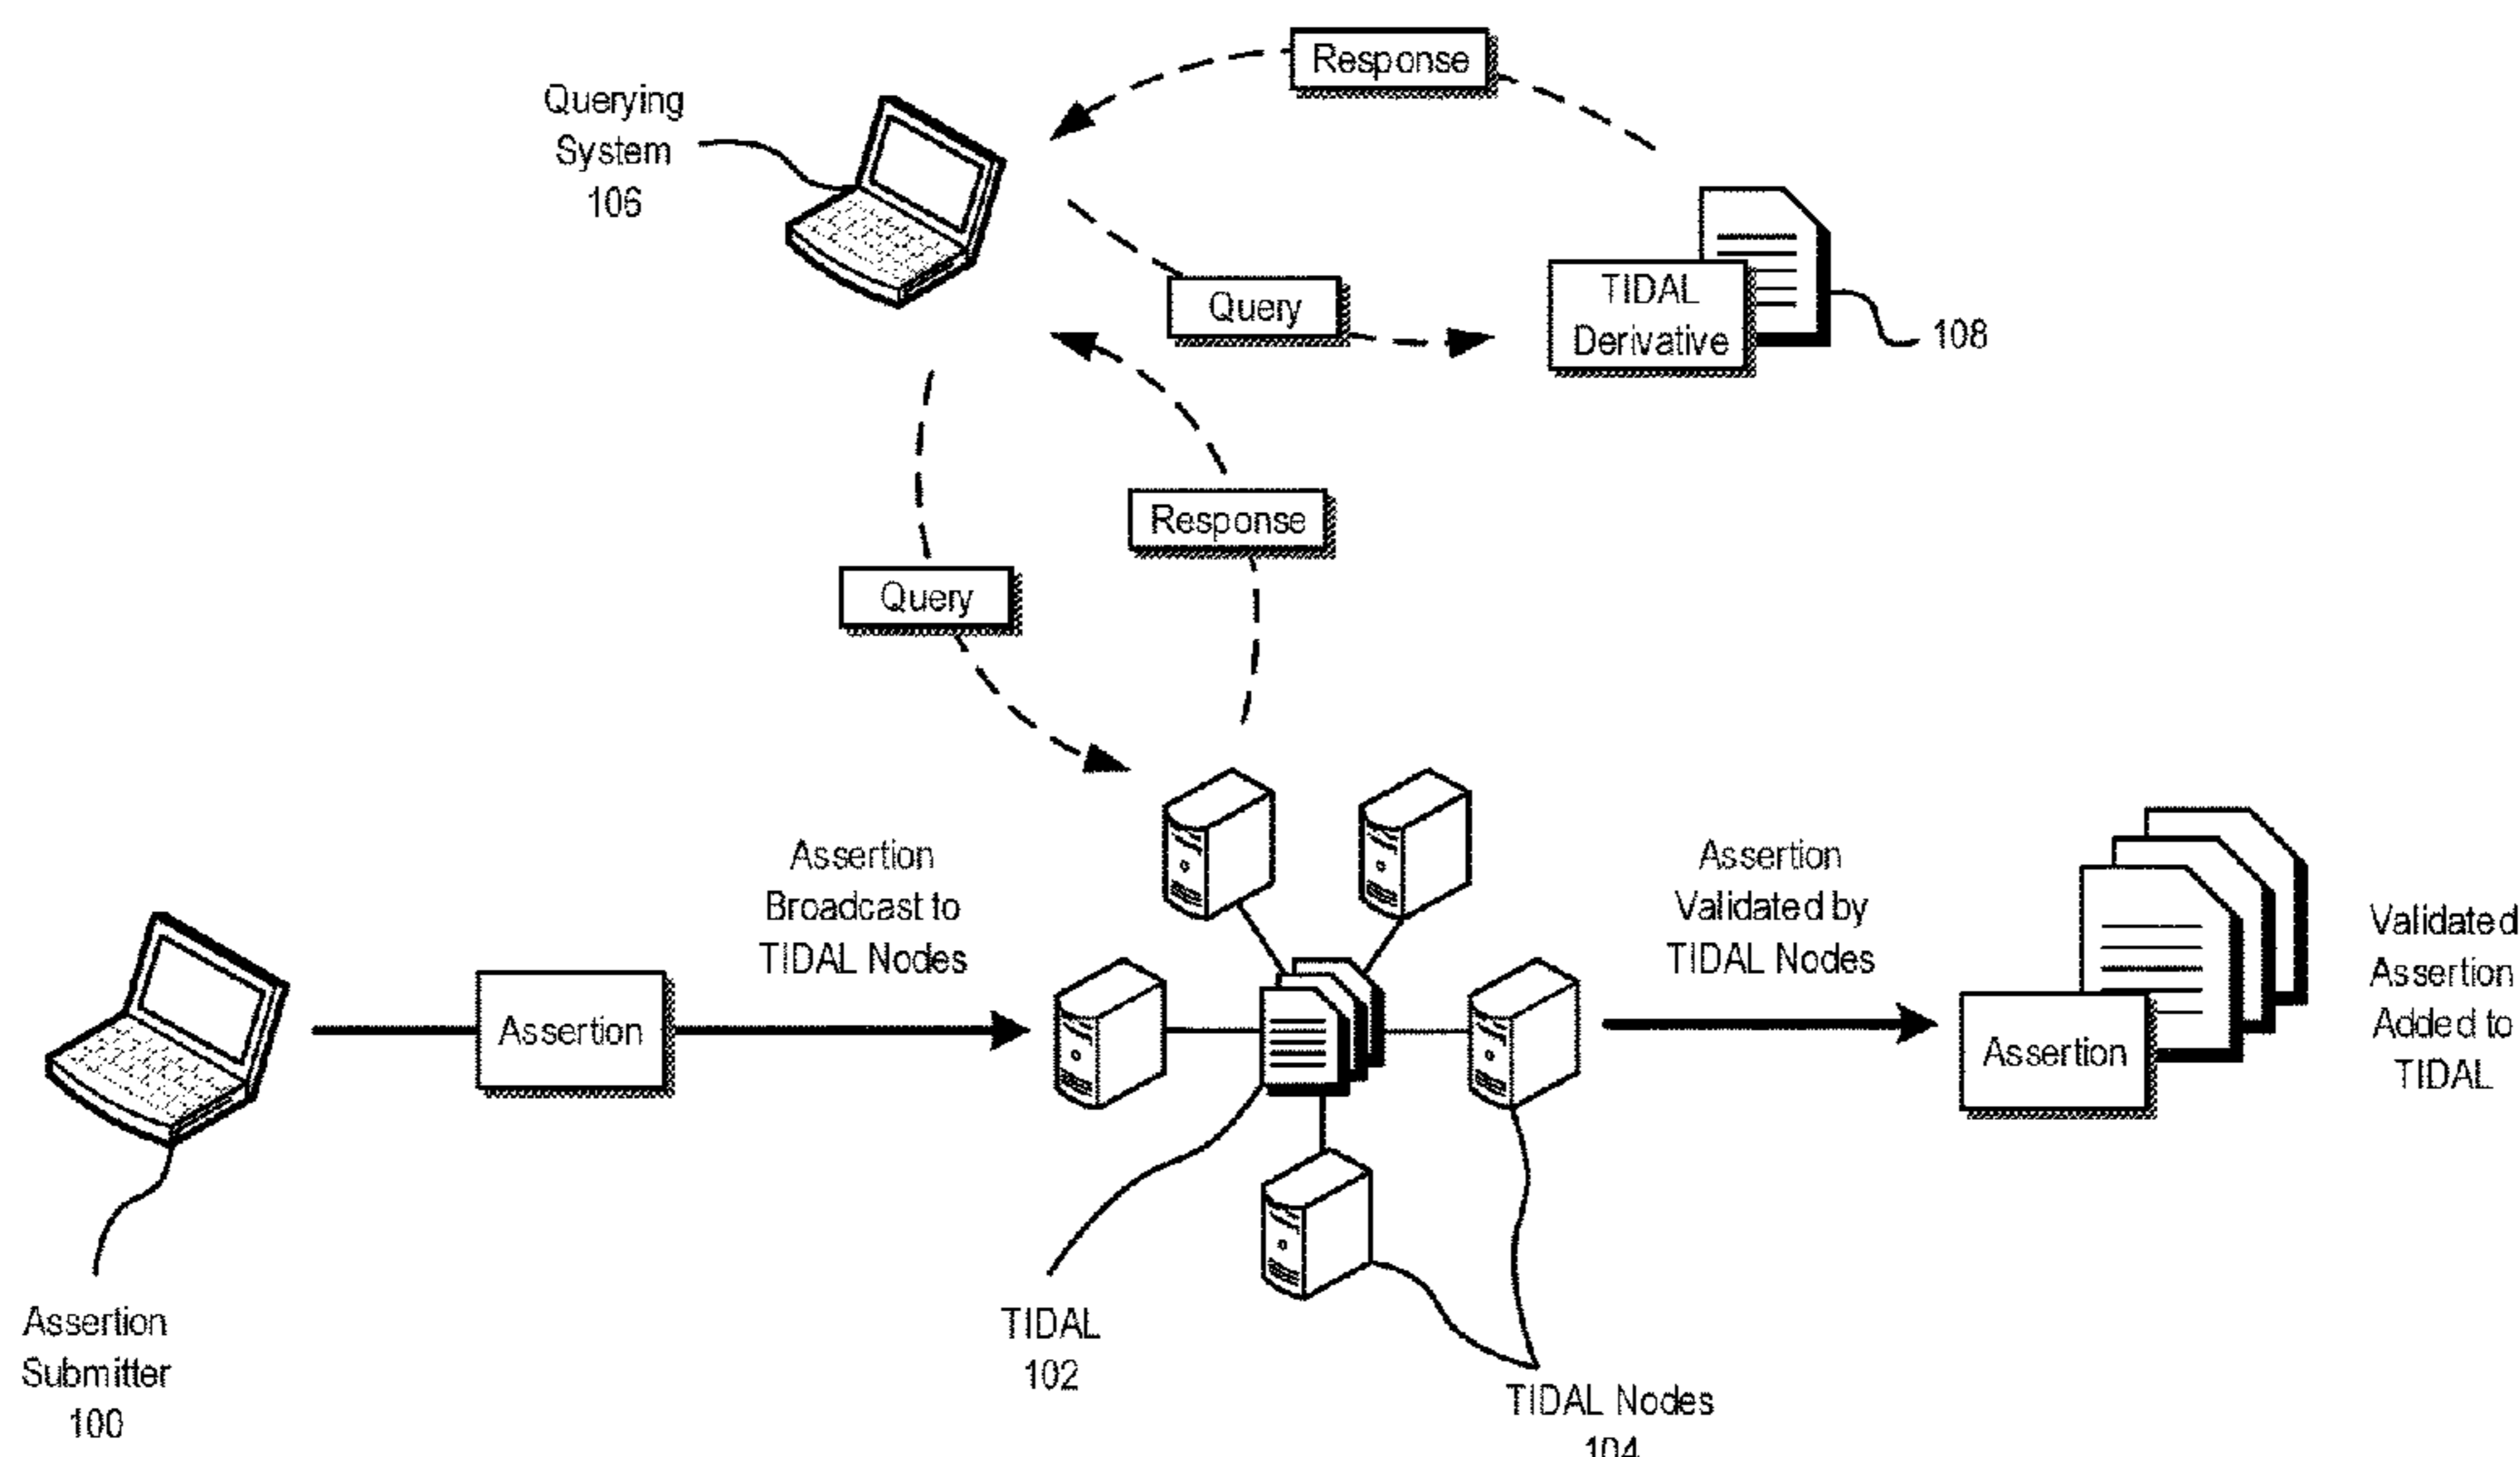 Response
Querying
System
106
Query
TIDAL
Derivative
108
Response
Query
Assertion
Broadcast to
TIDAL Nodes
Assertion
Validated by
TIDAL Nodes
Validated
Assertion
Added to
TIDAL
Assertion
Assertion
Assertion
Submitter
100
TIDAL
102
TIDAL Nodes
104